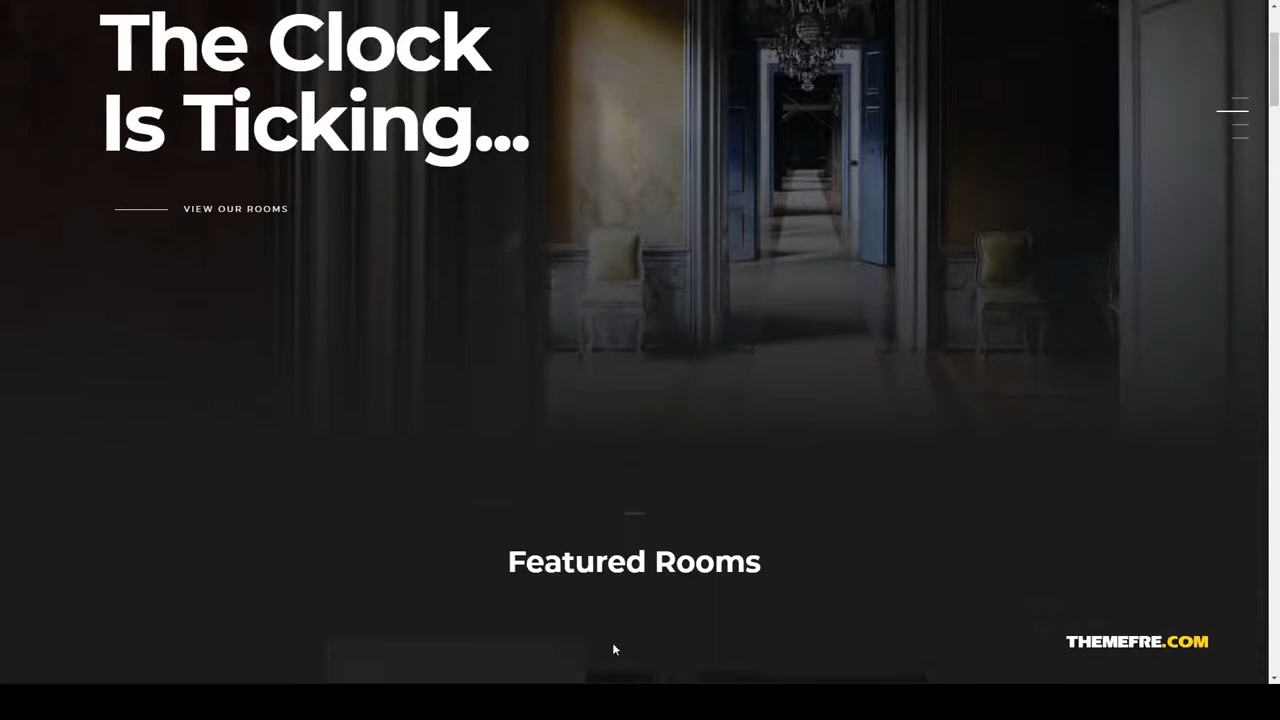 The Clock
Is Ticking...
VIEW OUR ROOMS
Featured Rooms
THEMEFRE.COM